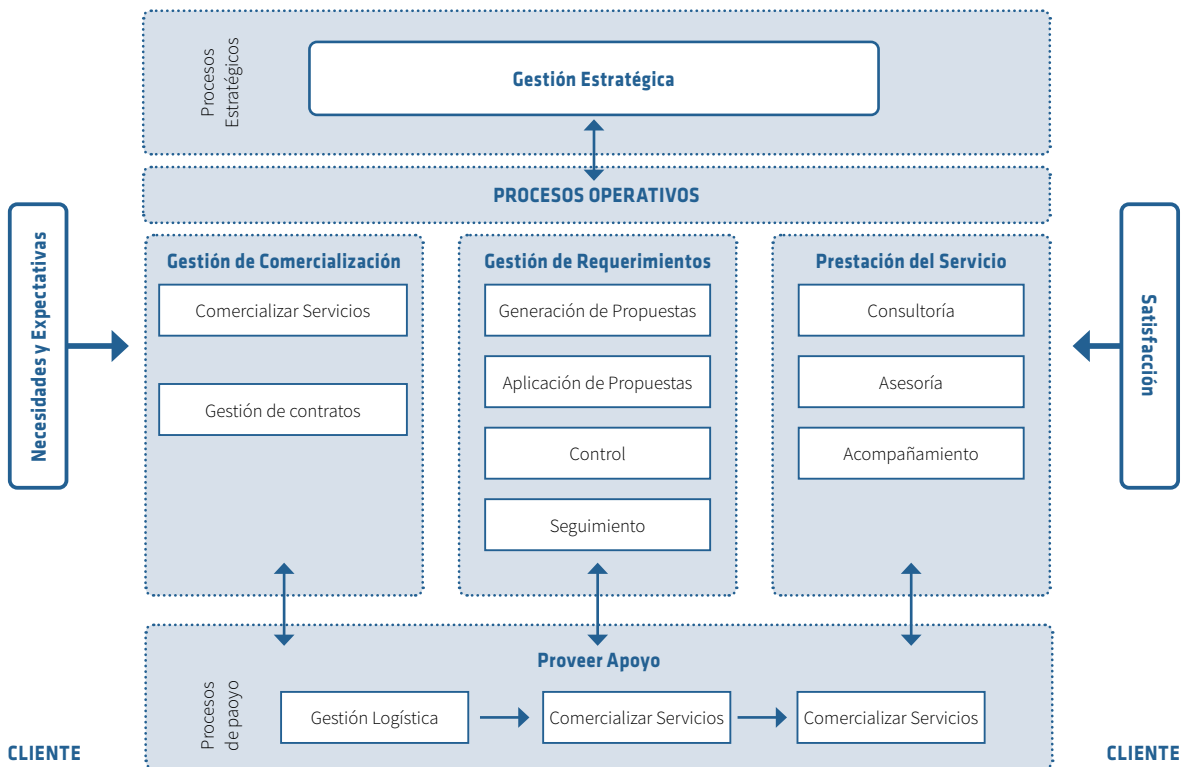 Procesos
Estratégicos
Gestión Estratégica
PROCESOS OPERATIVOS
Necesidades y Expectativas
Gestión de Comercialización
Comercializar Servicios
Gestión de contratos
Gestión de Requerimientos
Generación de Propuestas
Aplicación de Propuestas
Control
Seguimiento
Prestación del Servicio
Consultoría
Asesoría
Acompañamiento
Satisfacción
Procesos
de paoyo
Proveer Apoyo
Gestión Logística
Comercializar Servicios
Comercializar Servicios
CLIENTE
CLIENTE